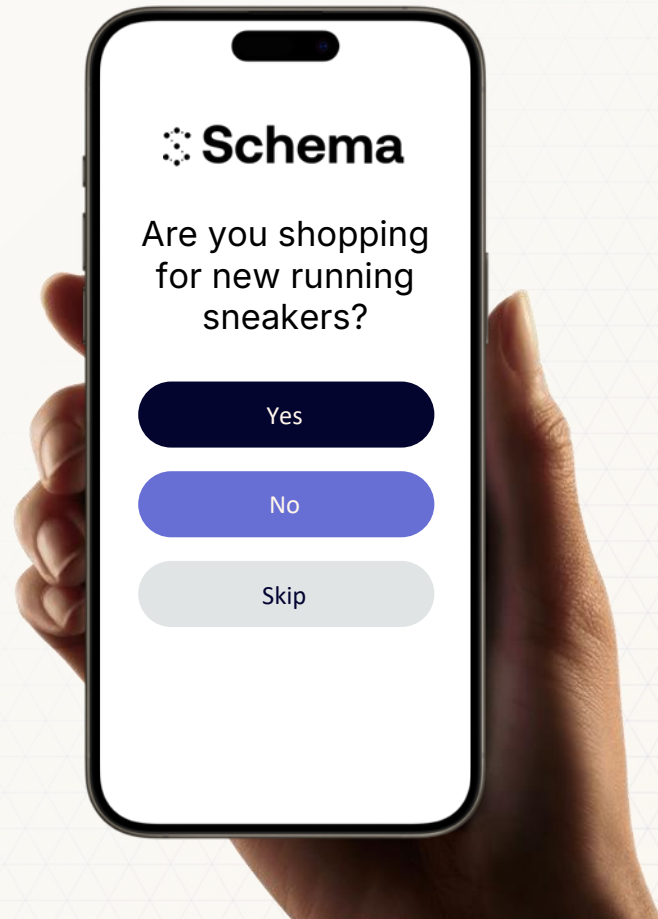 Schema
Are you shopping
for new running
sneakers?
Yes
No
Skip